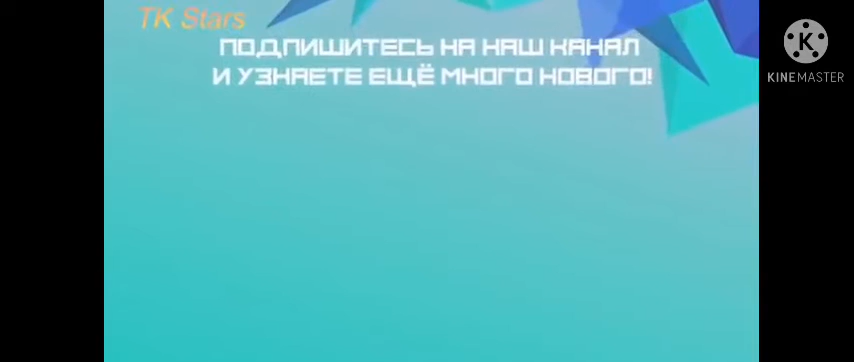 TK Stars
ПОДПИШИТЕСЬ НА НАШ КАНАЛ
И УЗНАЕТЕ ЕЩЁ МНОГО НОВОГО!
K
KINEMASTER